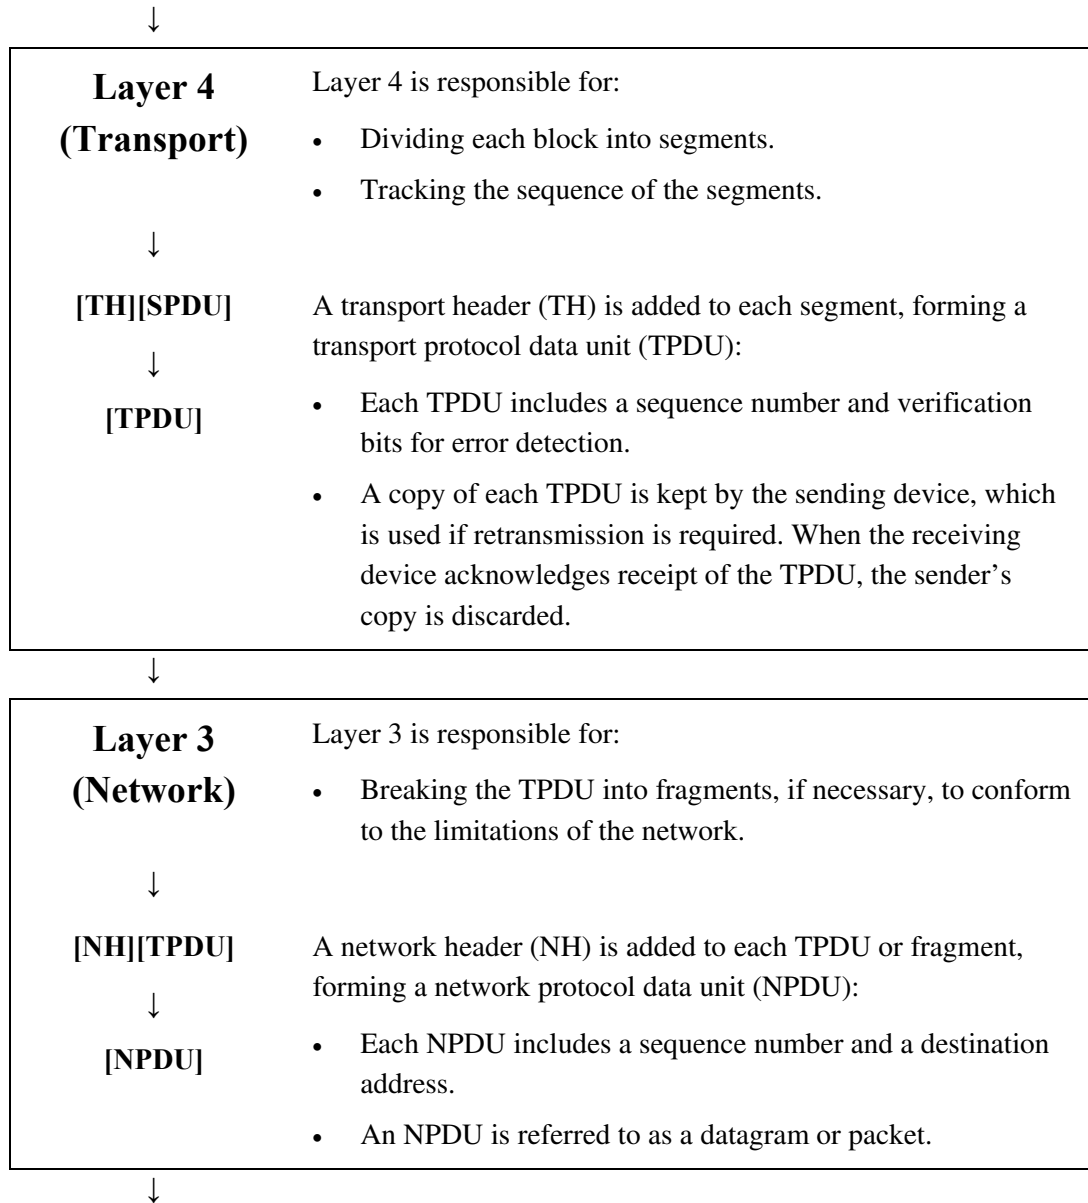 ↓
Layer 4
(Transport)
Layer 4 is responsible for:
• Dividing each block into segments.
• Tracking the sequence of the segments.
↓
[TH][SPDU]
↓
[TPDU]
A transport header (TH) is added to each segment, forming a
transport protocol data unit (TPDU):
• Each TPDU includes a sequence number and verification
bits for error detection.
• A copy of each TPDU is kept by the sending device, which
is used if retransmission is required. When the receiving
device acknowledges receipt of the TPDU, the sender’s
copy is discarded.
↓
Layer 3
(Network)
Layer 3 is responsible for:
• Breaking the TPDU into fragments, if necessary, to conform
to the limitations of the network.
↓
[NH][TPDU]
↓
[NPDU]
A network header (NH) is added to each TPDU or fragment,
forming a network protocol data unit (NPDU):
• Each NPDU includes a sequence number and a destination
address.
• An NPDU is referred to as a datagram or packet.
↓